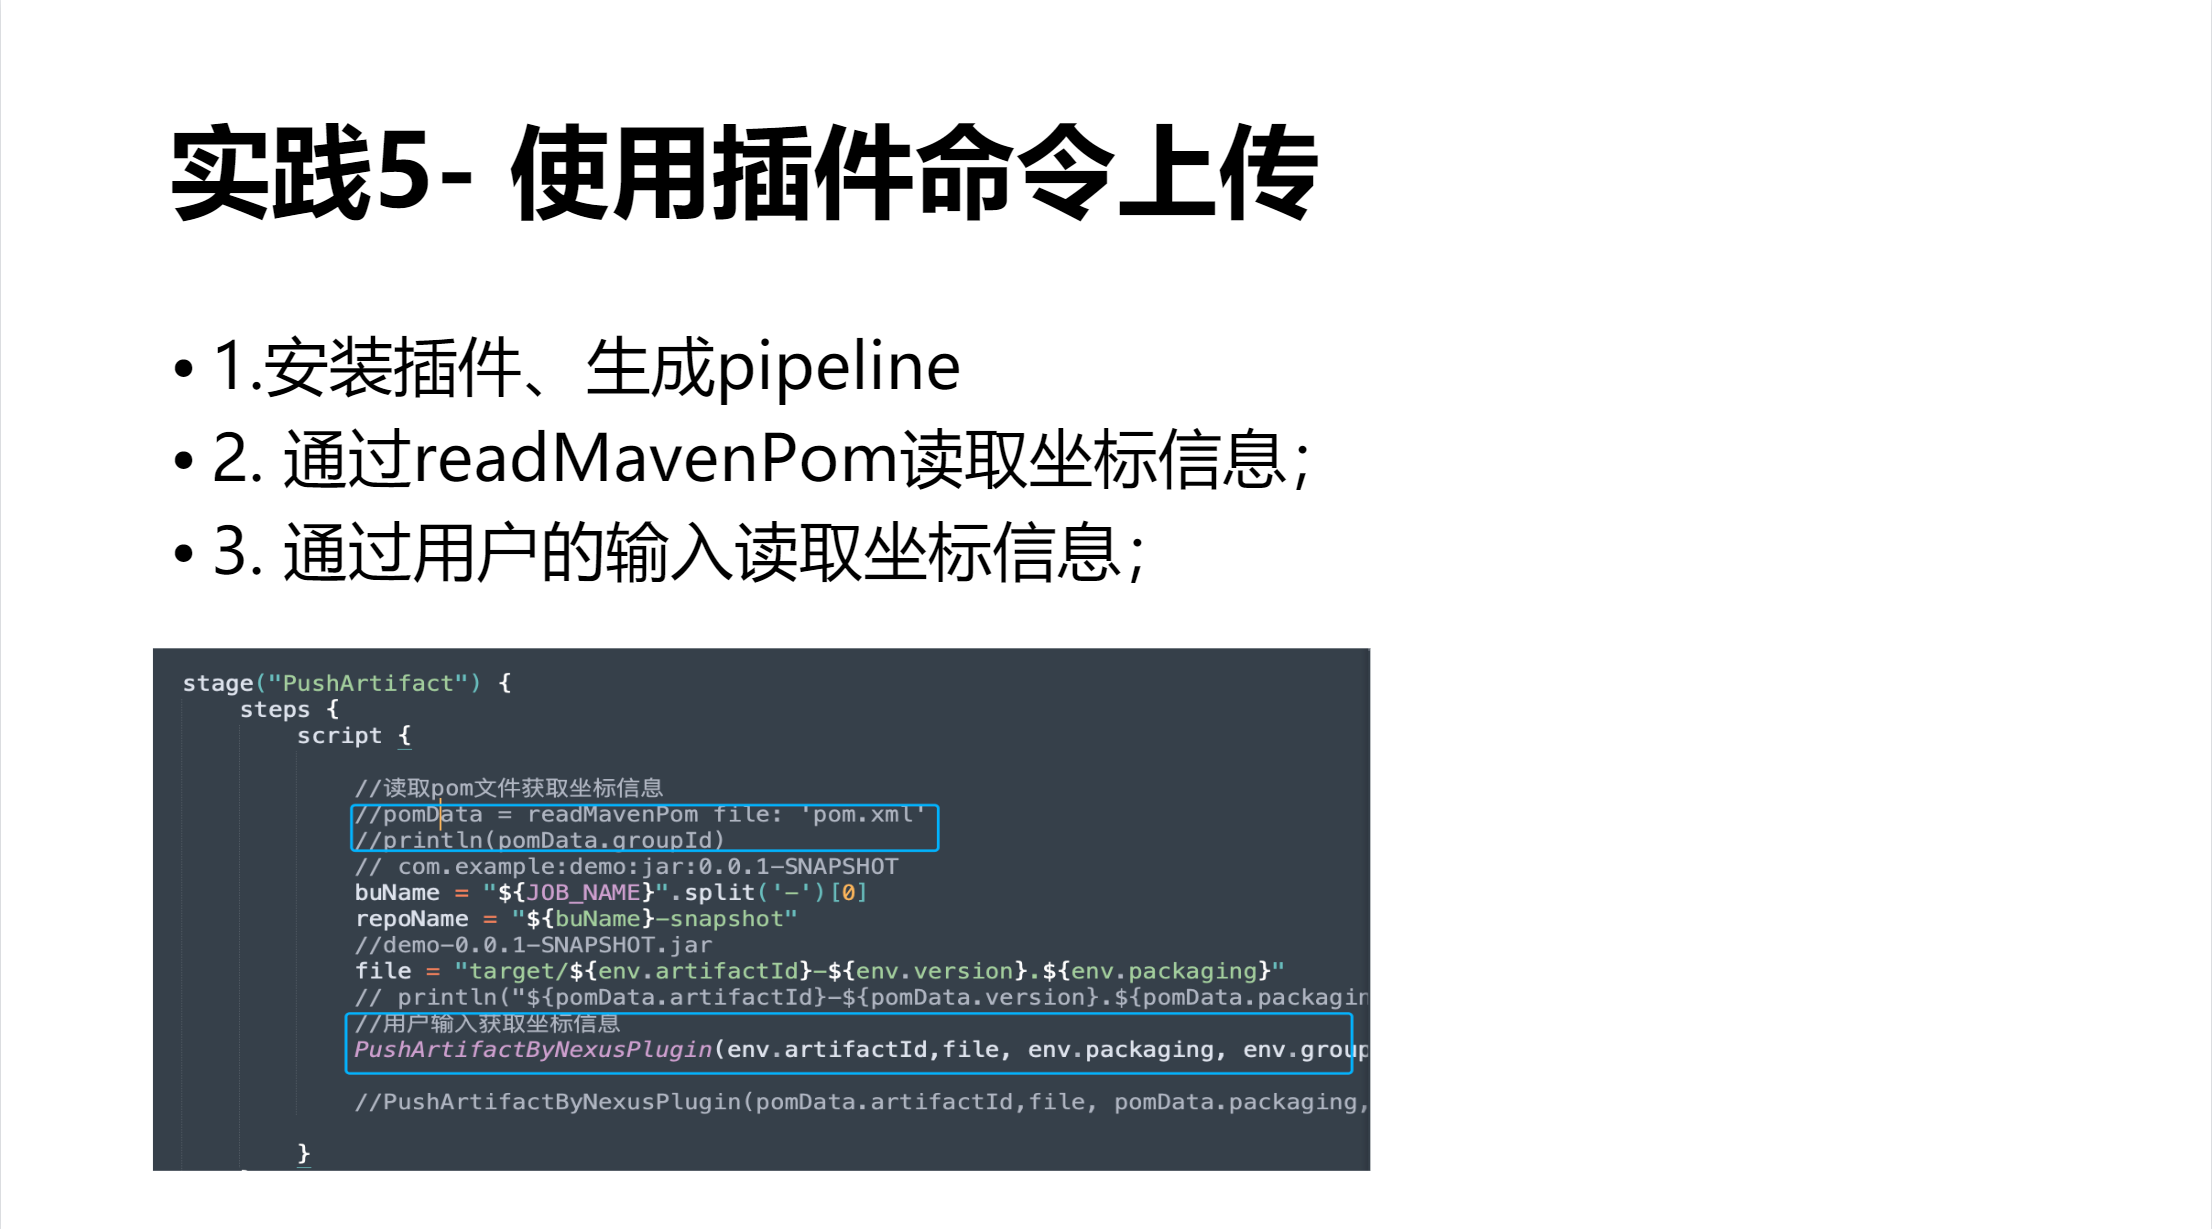 实践5- 使用插件命令上传
• 1.安装插件、生成pipeline
• 2. 通过readMavenPom读取坐标信息；
• 3. 通过用户的输入读取坐标信息；
stage("PushArtifact") {
steps {
script {
//读取pom文件获取坐标信息
//pomData = readMavenPom file: 'pom.xml'
//println(pomData.groupId)
// com.example:demo:jar:0.0.1-SNAPSHOT
buName = "${JOB_NAME}".split('-')[0]
repoName = "${buName}-snapshot"
//demo-0.0.1-SNAPSHOT.jar
file = "target/${env.artifactId}-${env.version}.${env.packaging}"
// println("${pomData.artifactId}-${pomData.version}.${pomData.packagin
//用户输入获取坐标信息
PushArtifactByNexusPlugin(env.artifactId,file, env.packaging, env.group
//PushArtifactByNexusPlugin(pomData.artifactId,file, pomData.packaging,
}